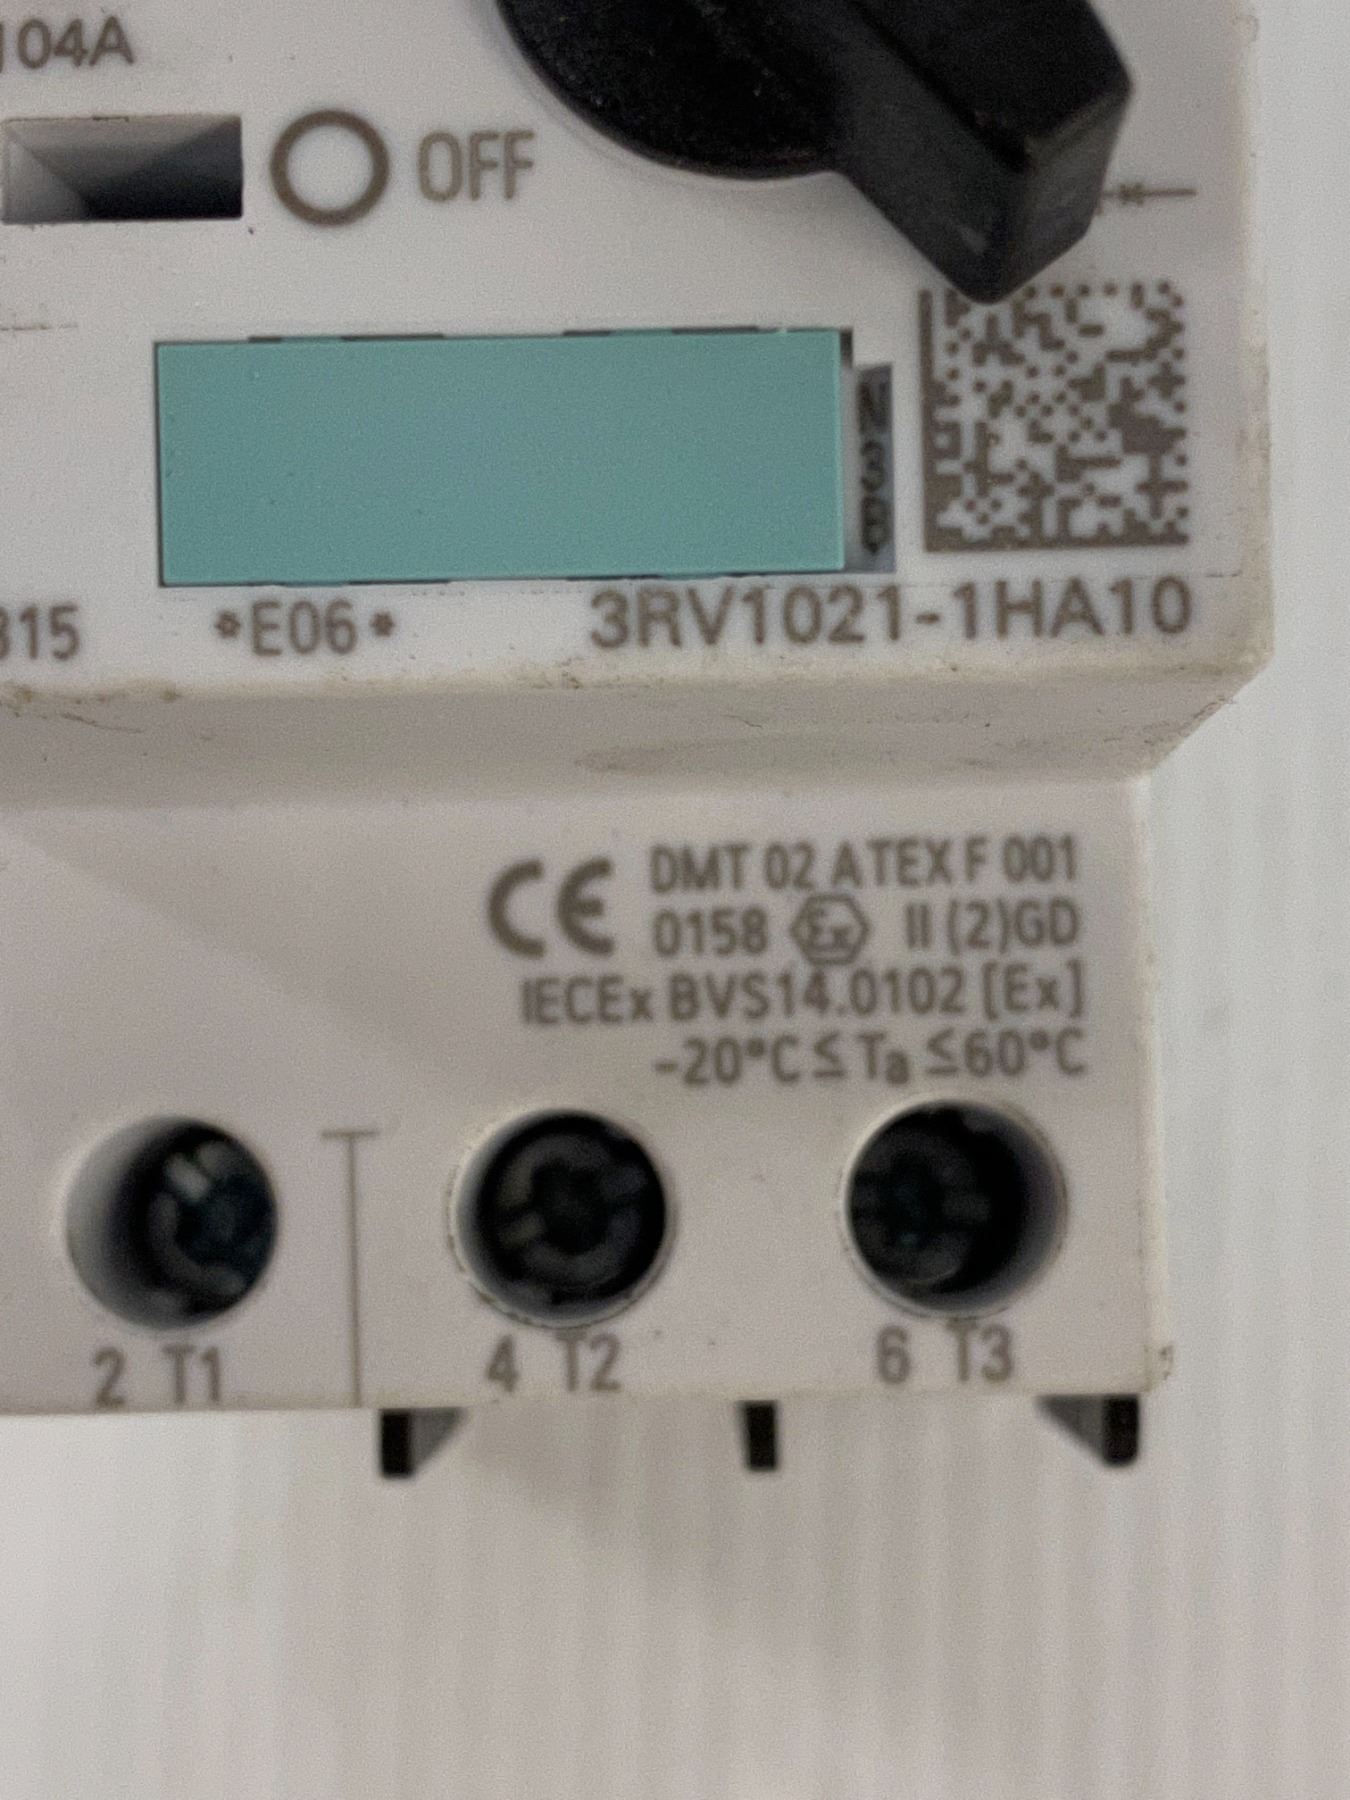 104A
OFF
315 *E06* 3RV1021-1HA10
CE DMT 02 ATEX F 001
0158 Ex II (2)GD
IECEx BVS14.0102 [Ex]
-20°C ≤ Ta ≤60°C
2 T1 4 T2 6 T3